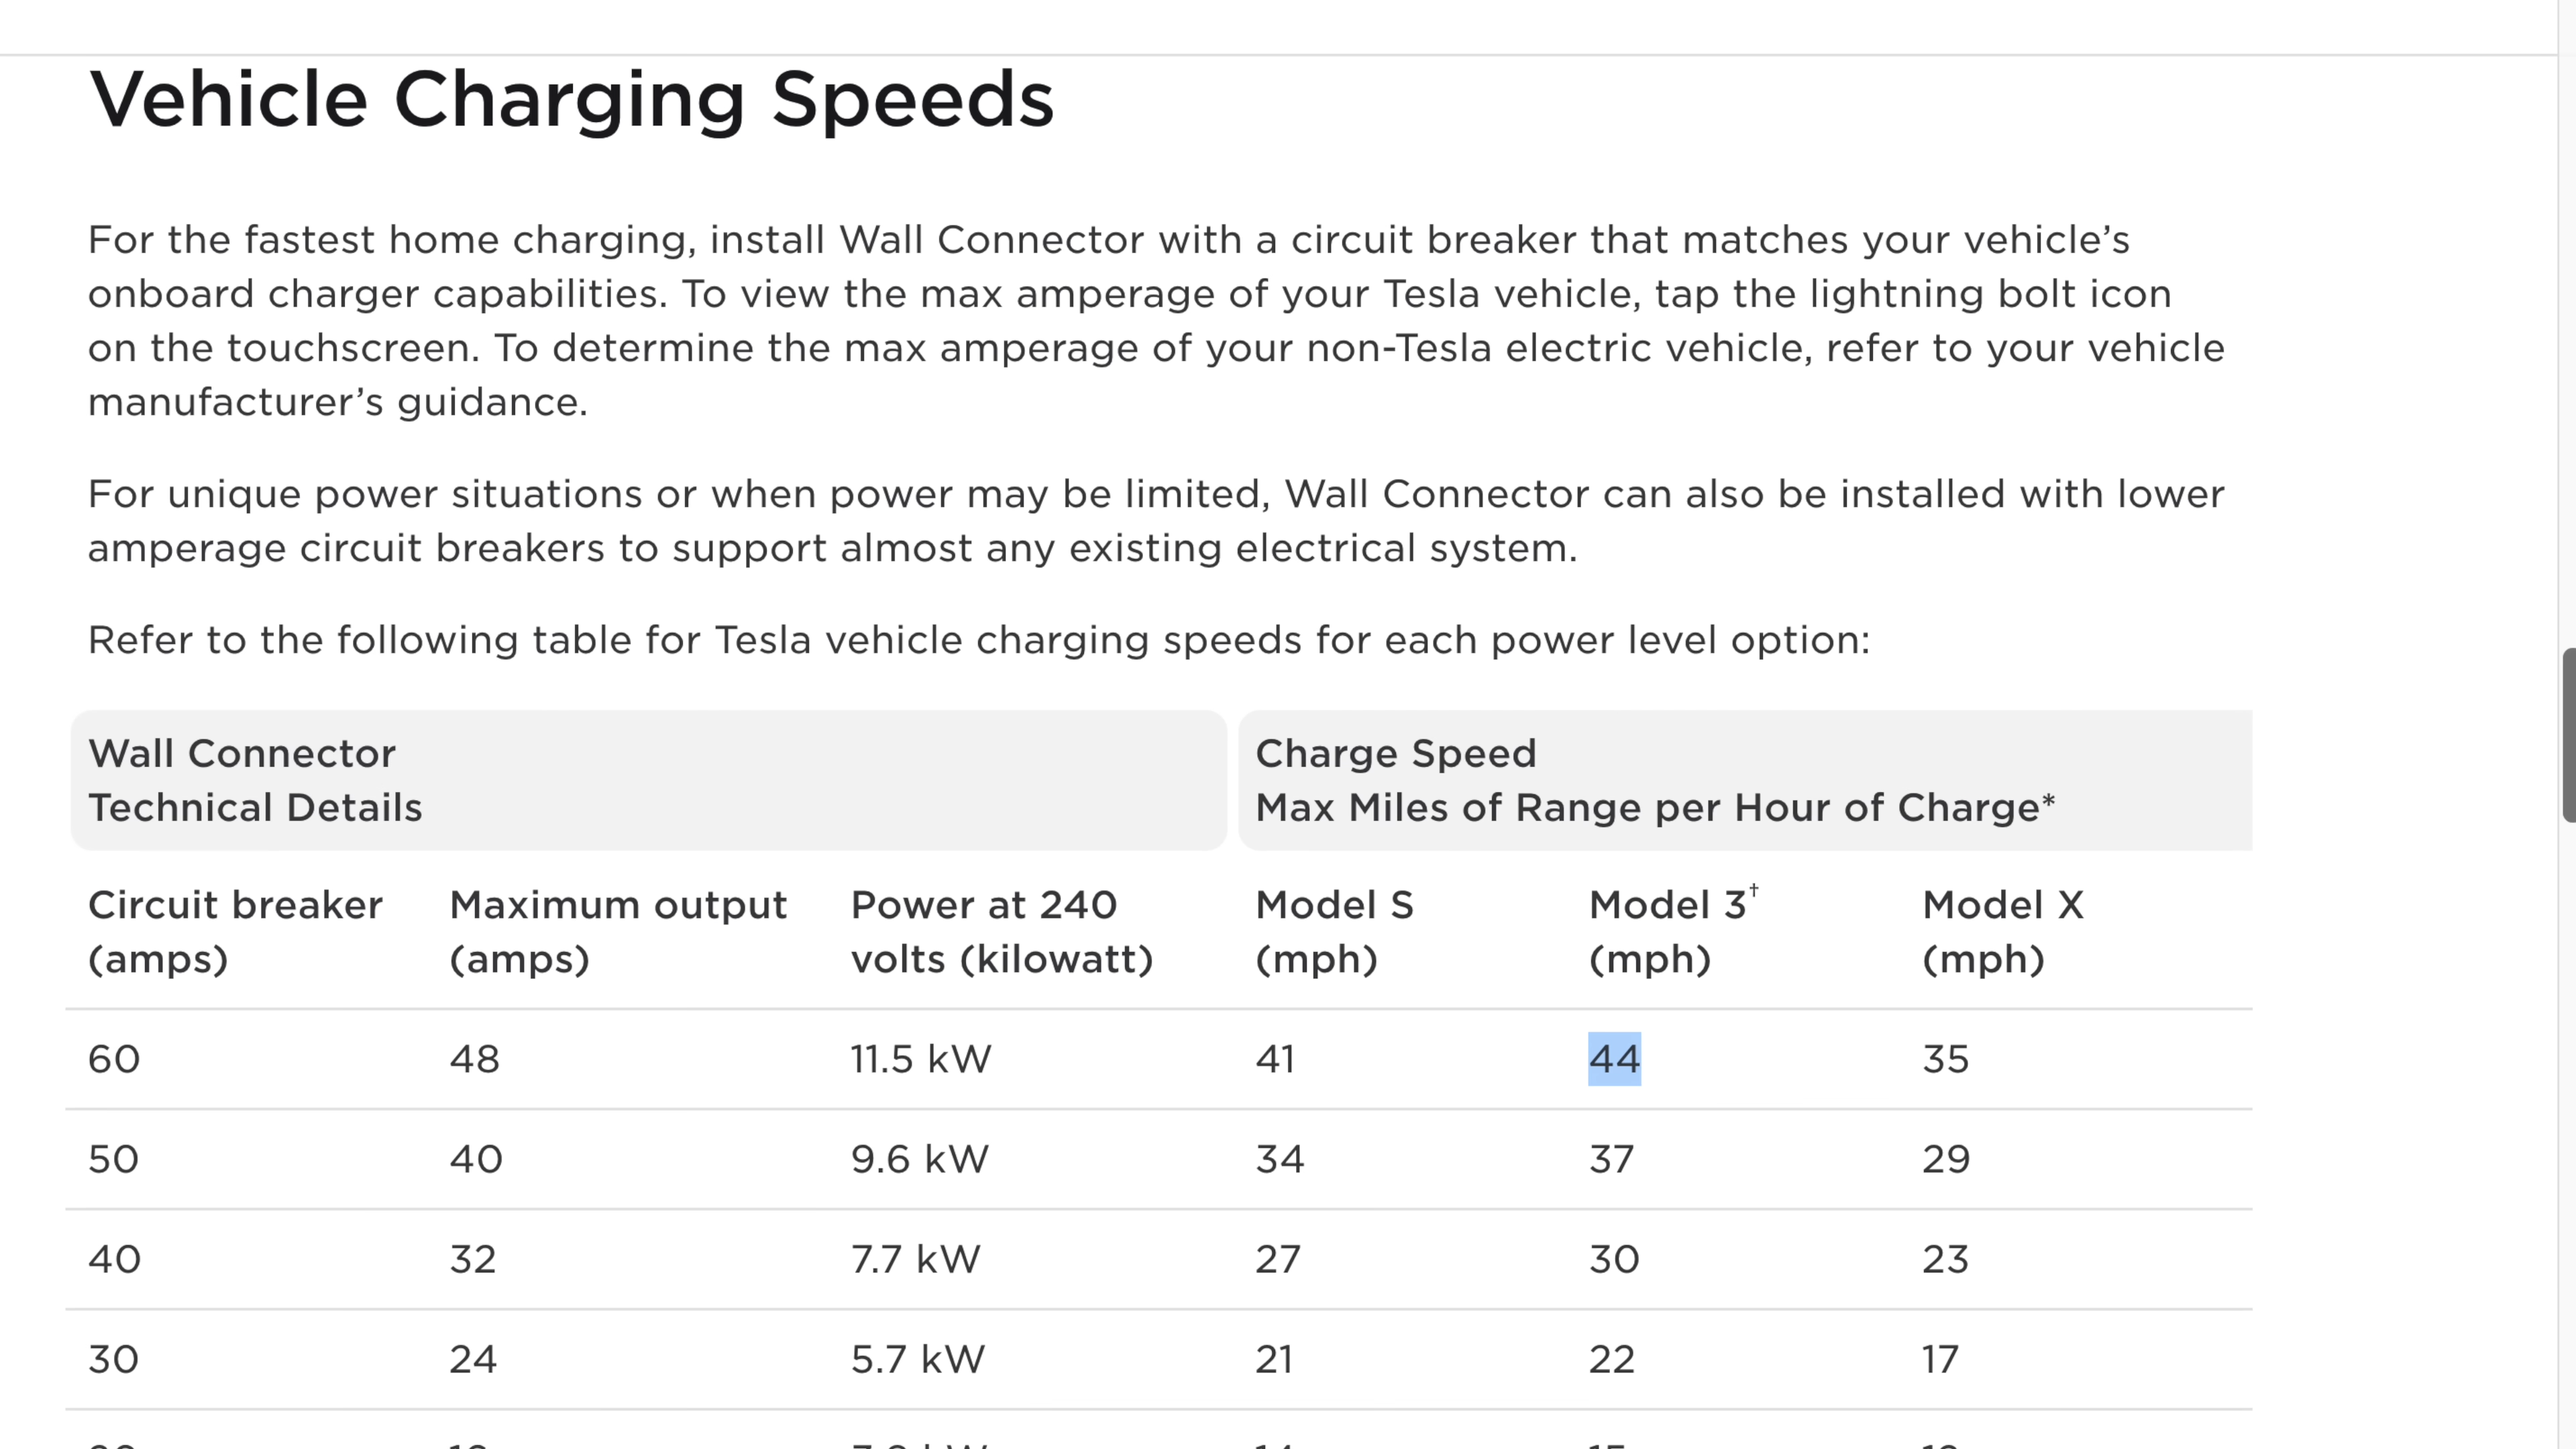 Vehicle Charging Speeds
For the fastest home charging, install Wall Connector with a circuit breaker that matches your vehicle’s
onboard charger capabilities. To view the max amperage of your Tesla vehicle, tap the lightning bolt icon
on the touchscreen. To determine the max amperage of your non-Tesla electric vehicle, refer to your vehicle
manufacturer’s guidance.
For unique power situations or when power may be limited, Wall Connector can also be installed with lower
amperage circuit breakers to support almost any existing electrical system.
Refer to the following table for Tesla vehicle charging speeds for each power level option:
Wall Connector Charge Speed
Technical Details Max Miles of Range per Hour of Charge*
Circuit breaker Maximum output Power at 240 Model S Model 3† Model X
(amps) (amps) volts (kilowatt) (mph) (mph) (mph)
60 48 11.5 kW 41 44 35
50 40 9.6 kW 34 37 29
40 32 7.7 kW 27 30 23
30 24 5.7 kW 21 22 17